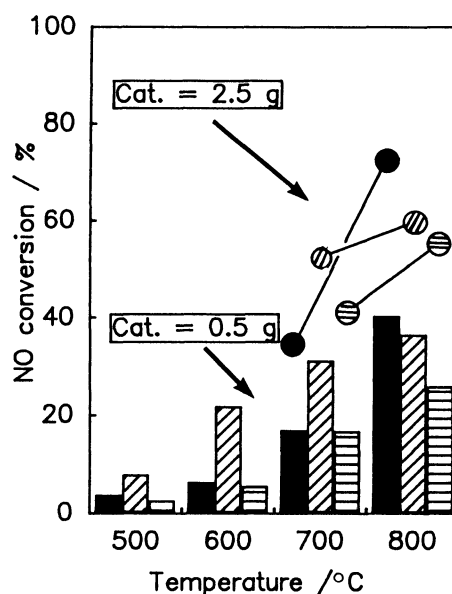 100
Cat. = 2.5 g
80
60
40
Cat. = 0.5 g
20
0
NO conversion / %
500 600 700 800
Temperature /°C